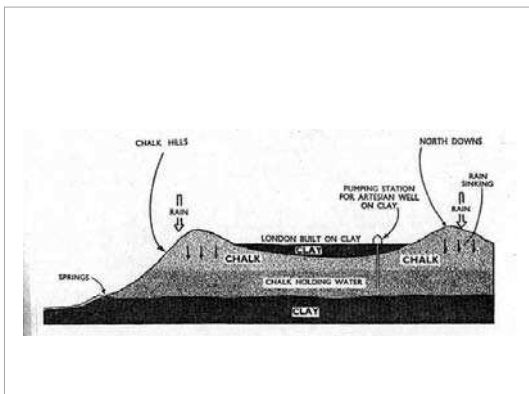 CHALK HILLS
NORTH DOWNS
RAIN
SINKING
PUMPING STATION
FOR ARTESIAN WELL
ON CLAY
RAIN
RAIN
LONDON BUILT ON CLAY
CLAY
CHALK
CHALK
SPRINGS
CHALK HOLDING WATER
CLAY